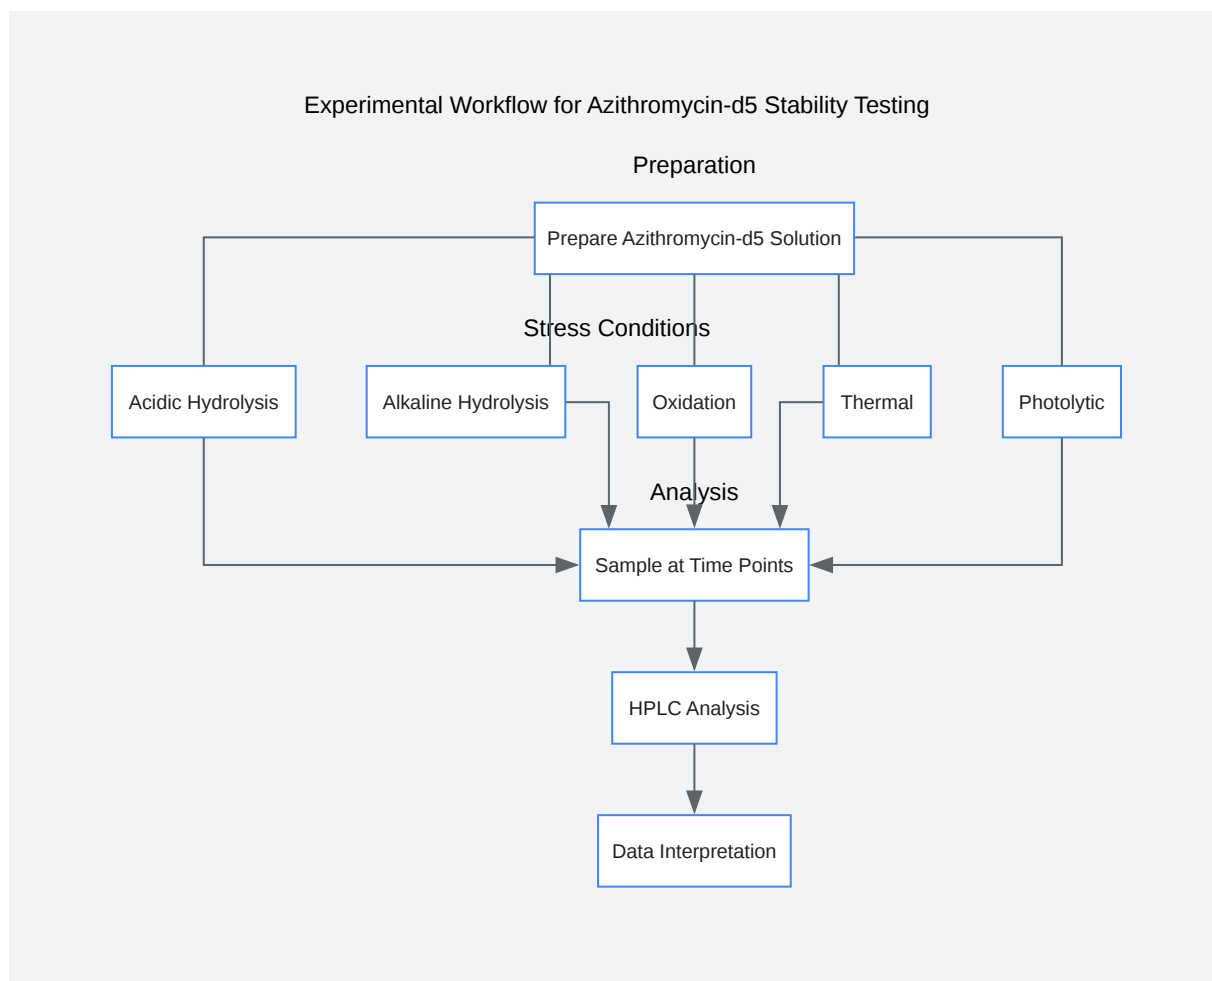 Experimental Workflow for Azithromycin-d5 Stability Testing
Preparation
Prepare Azithromycin-d5 Solution
Stress Conditions
Acidic Hydrolysis
Alkaline Hydrolysis
Oxidation
Thermal
Photolytic
Analysis
Sample at Time Points
HPLC Analysis
Data Interpretation